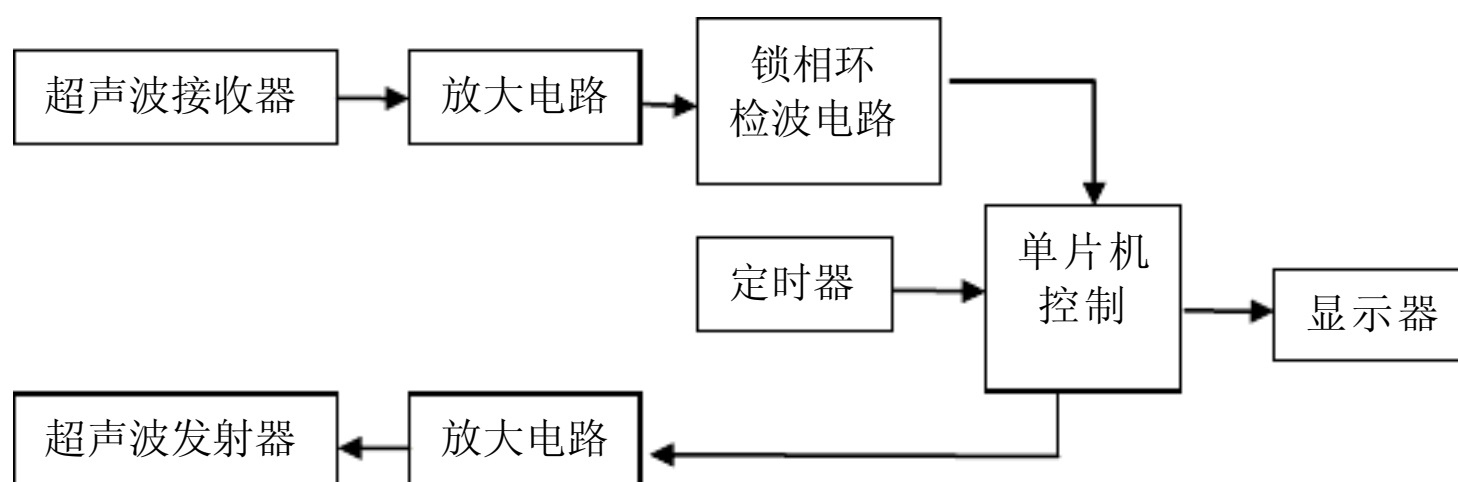 超声波接收器
放大电路
锁相环
检波电路
定时器
单片机
控制
显示器
超声波发射器
放大电路